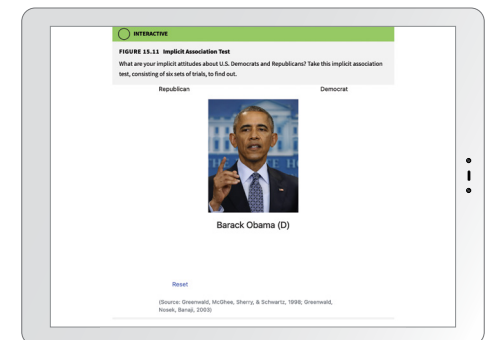 INTERACTIVE
FIGURE 15.11 Implicit Association Test
What are your implicit attitudes about U.S. Democrats and Republicans? Take this implicit association
test, consisting of six sets of trials, to find out.
Republican Democrat
THE HO
Barack Obama (D)
Reset
(Source: Greenwald, McGhee, Sherry, & Schwartz, 1998; Greenwald,
Nosek, Banaji, 2003)